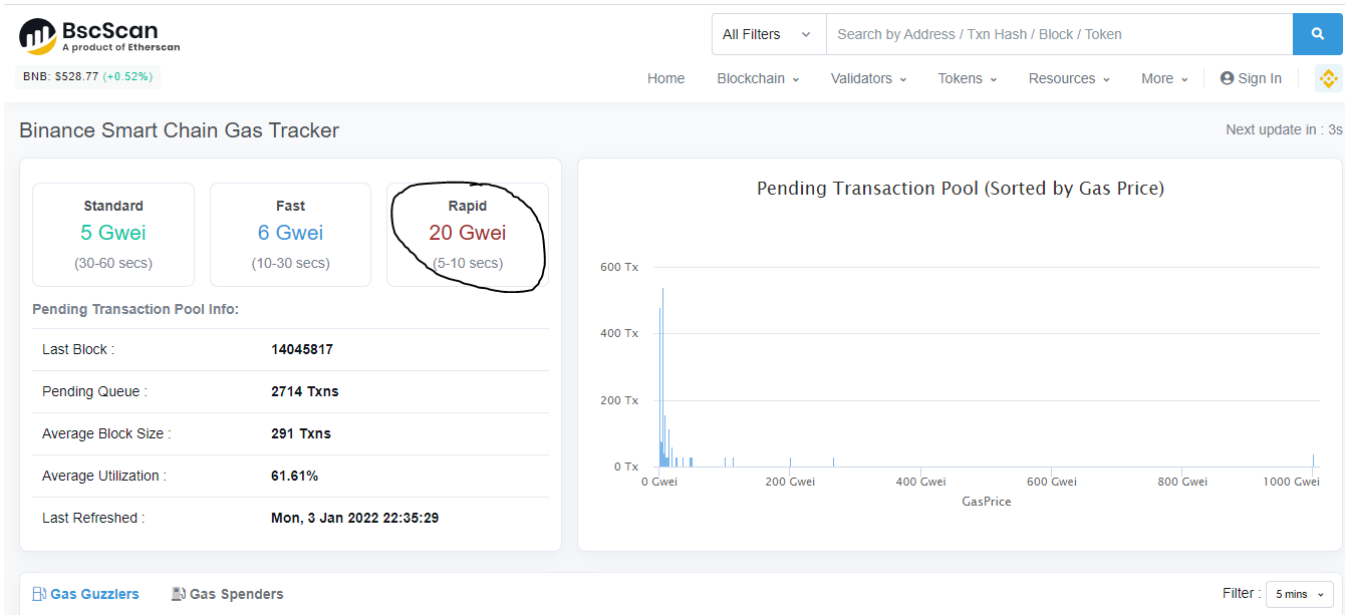 BscScan
A product of Etherscan
All Filters
Search by Address / Txn Hash / Block / Token
BNB: $528.77 (+0.52%)
Home Blockchain Validators Tokens Resources More Sign In
Binance Smart Chain Gas Tracker
Next update in : 3s
Standard
5 Gwei
(30-60 secs)
Fast
6 Gwei
(10-30 secs)
Rapid
20 Gwei
(5-10 secs)
Pending Transaction Pool Info:
Last Block : 14045817
Pending Queue : 2714 Txns
Average Block Size : 291 Txns
Average Utilization : 61.61%
Last Refreshed : Mon, 3 Jan 2022 22:35:29
Pending Transaction Pool (Sorted by Gas Price)
600 Tx
400 Tx
200 Tx
0 Tx
0 Gwei 200 Gwei 400 Gwei 600 Gwei 800 Gwei 1000 Gwei
GasPrice
Gas Guzzlers Gas Spenders
Filter : 5 mins